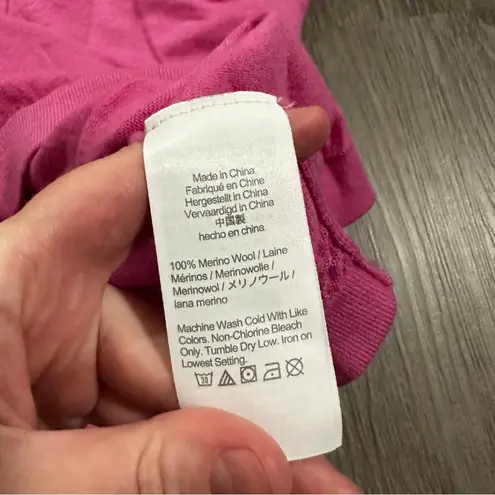 Made in China
Fabriqué en Chine
Hergestellt in China
Vervaardigd in China
中国製
hecho en china
100% Merino Wool / Laine
Mérinos / Merinowolle /
Merinowol / メリノウール /
lana merino
Machine Wash Cold With Like
Colors. Non-Chlorine Bleach
Only. Tumble Dry Low. Iron on
Lowest Setting.
30